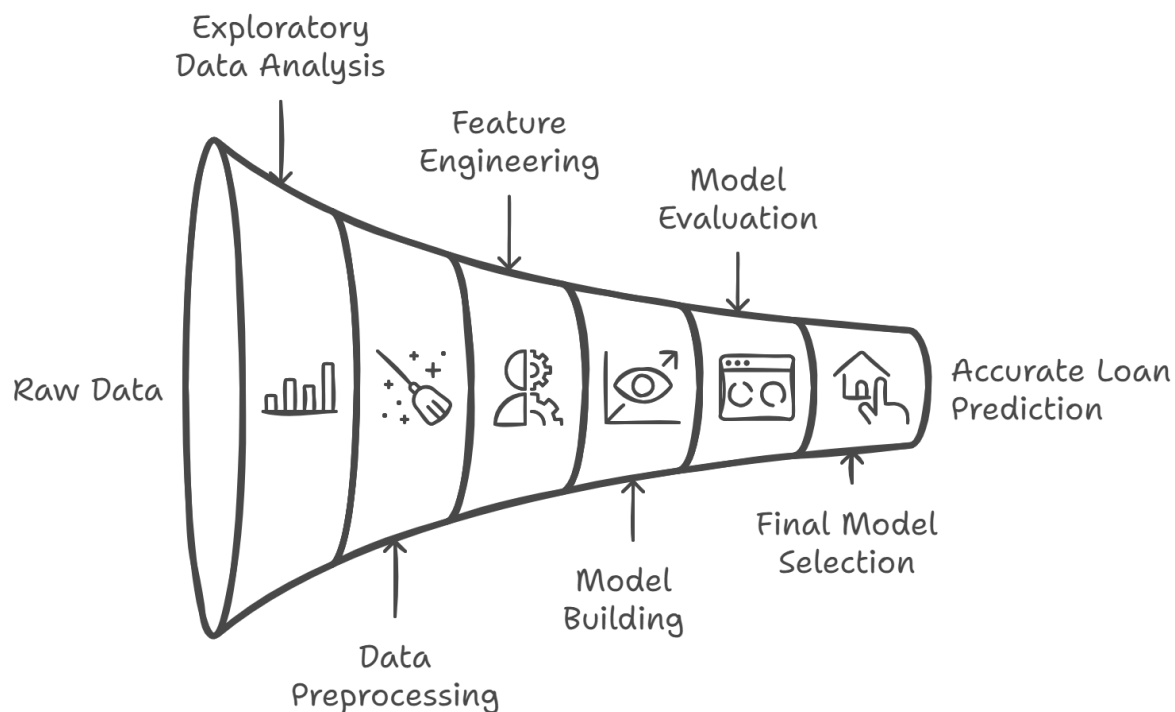 Exploratory
Data Analysis
Feature
Engineering
Model
Evaluation
Raw Data
Accurate Loan
Prediction
Final Model
Selection
Model
Building
Data
Preprocessing